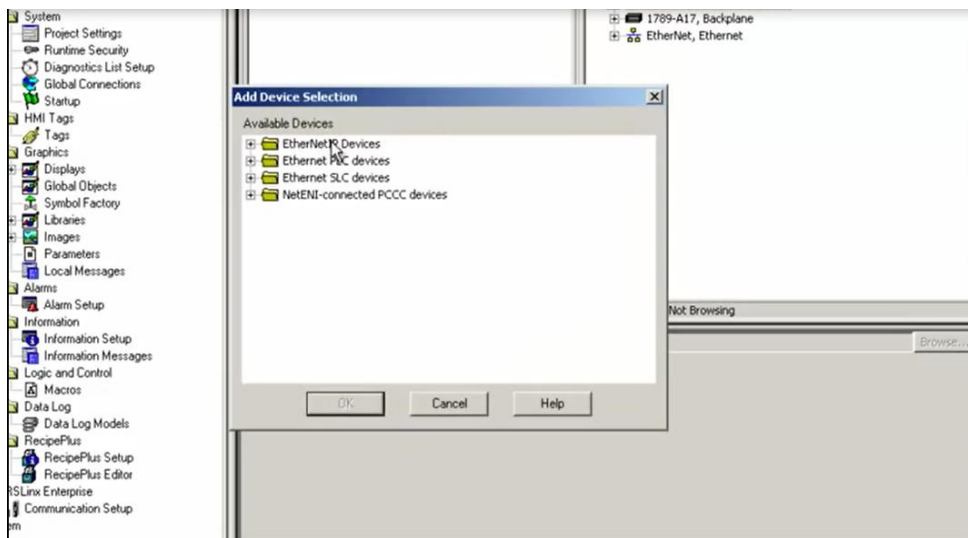 System
Project Settings
Runtime Security
Diagnostics List Setup
Global Connections
Startup
HMI Tags
Tags
Graphics
Displays
Global Objects
Symbol Factory
Libraries
Images
Parameters
Local Messages
Alarms
Alarm Setup
Information
Information Setup
Information Messages
Logic and Control
Macros
Data Log
Data Log Models
RecipePlus
RecipePlus Setup
RecipePlus Editor
RSLinx Enterprise
Communication Setup
em
1789-A17, Backplane
EtherNet, Ethernet
Add Device Selection
Available Devices
EtherNet/IP Devices
Ethernet PLC devices
Ethernet SLC devices
NetENI-connected PCCC devices
OK
Cancel
Help
Not Browsing
Browse...